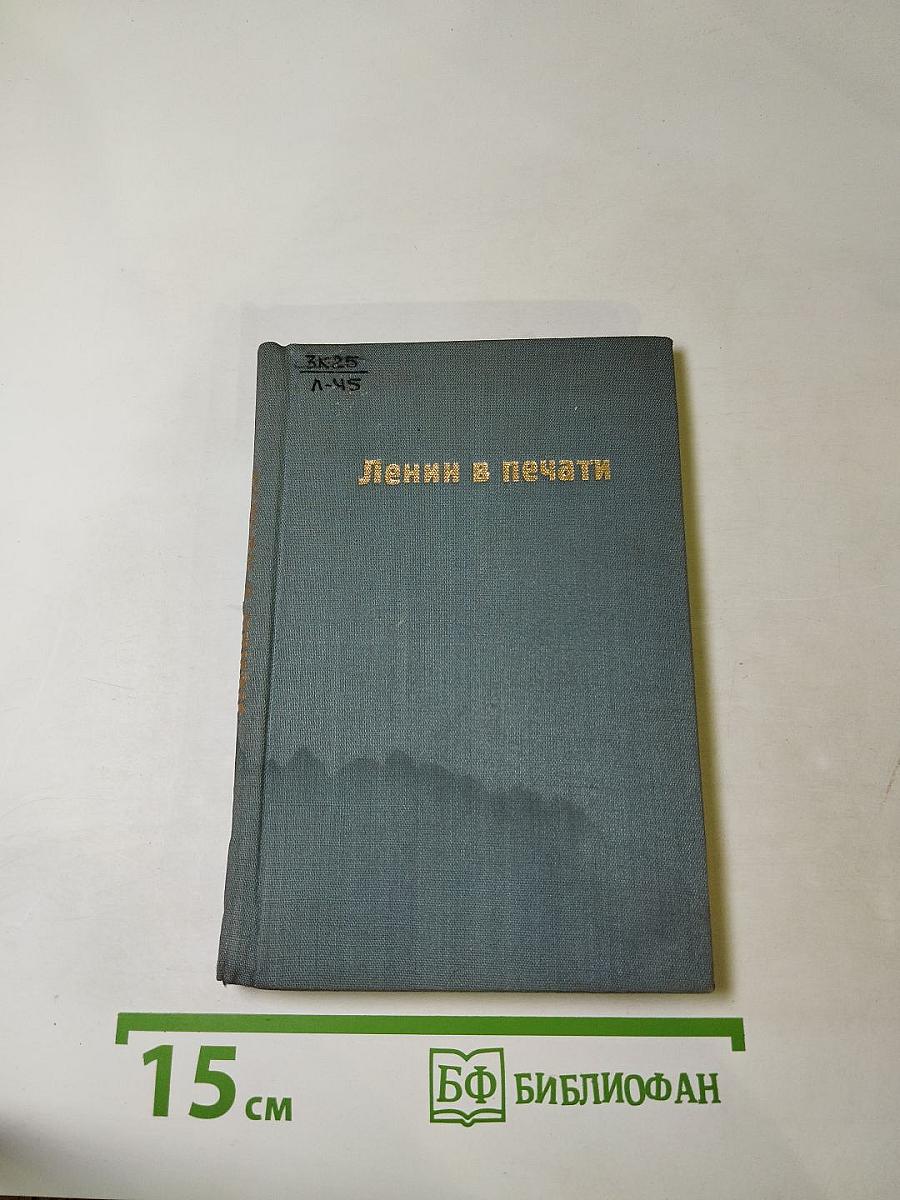 3К25
Л-45
Ленин в печати
15 см
БФ БИБЛИОФАН